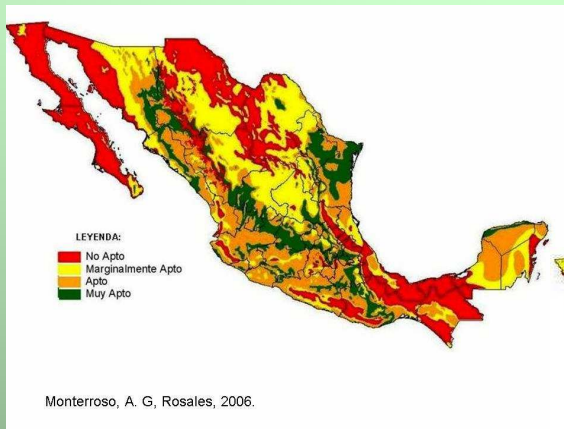 LEYENDA:
No Apto
Marginalmente Apto
Apto
Muy Apto
Monterroso, A. G, Rosales, 2006.